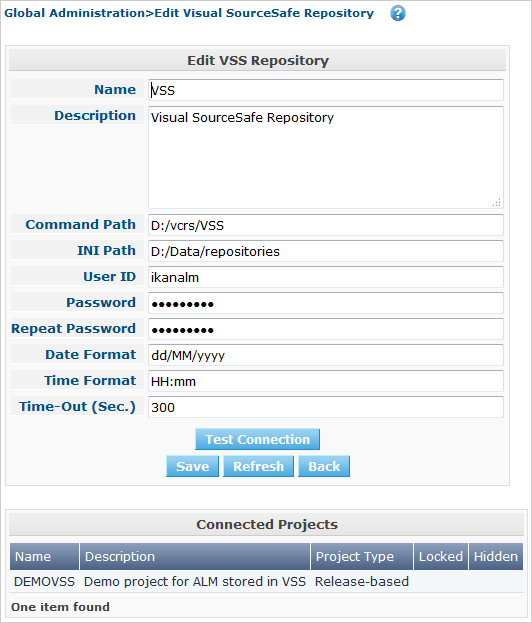 Global Administration>Edit Visual SourceSafe Repository ?
Edit VSS Repository
Name VSS
Description Visual SourceSafe Repository
Command Path D:/vcrs/VSS
INI Path D:/Data/repositories
User ID ikanalm
Password •••••••••
Repeat Password •••••••••
Date Format dd/MM/yyyy
Time Format HH:mm
Time-Out (Sec.) 300
Test Connection
Save Refresh Back
Connected Projects
Name Description Project Type Locked Hidden
DEMOVSS Demo project for ALM stored in VSS Release-based
One item found